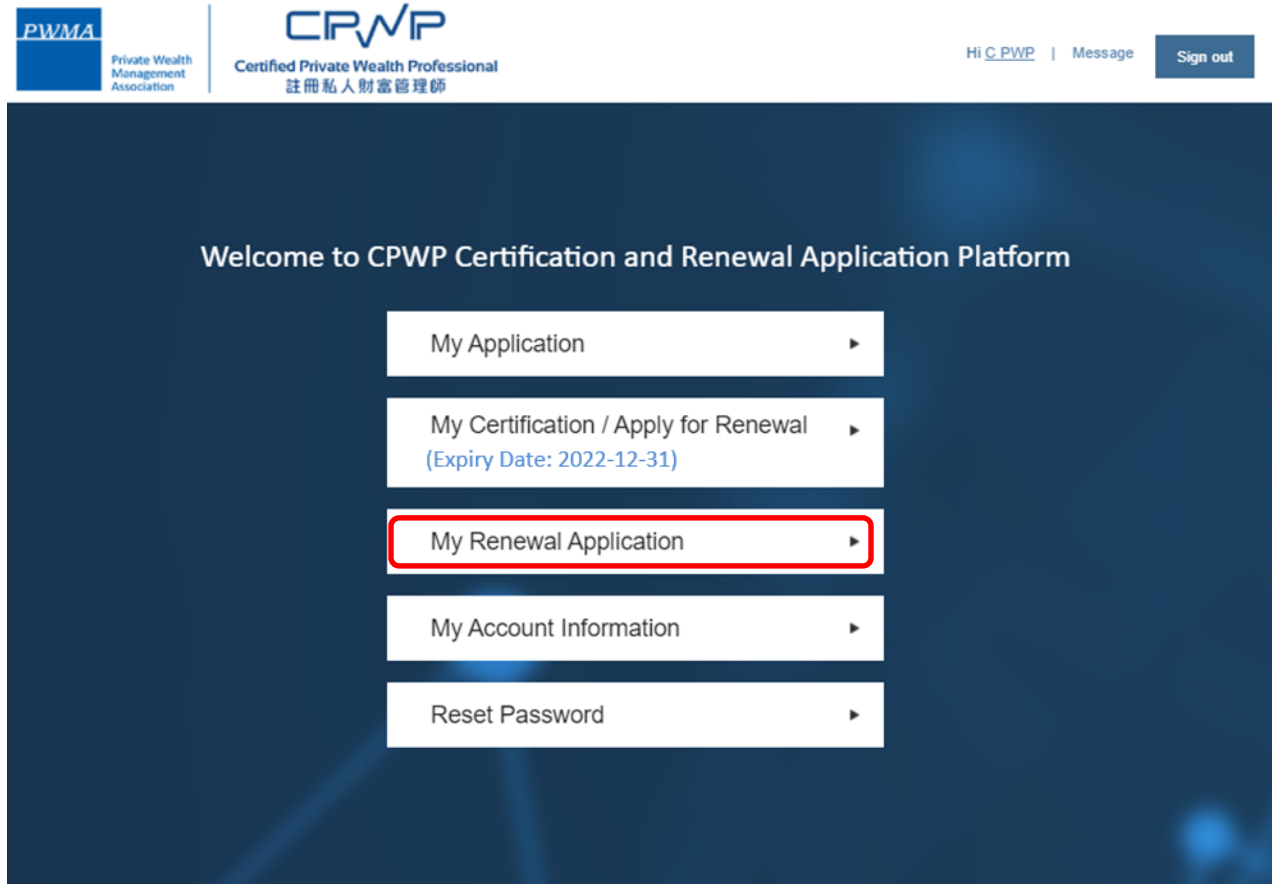 PWMA
Private Wealth
Management
Association
CPWP
Certified Private Wealth Professional
註冊私人財富管理師
Hi C PWP | Message
Sign out
Welcome to CPWP Certification and Renewal Application Platform
My Application
My Certification / Apply for Renewal
(Expiry Date: 2022-12-31)
My Renewal Application
My Account Information
Reset Password